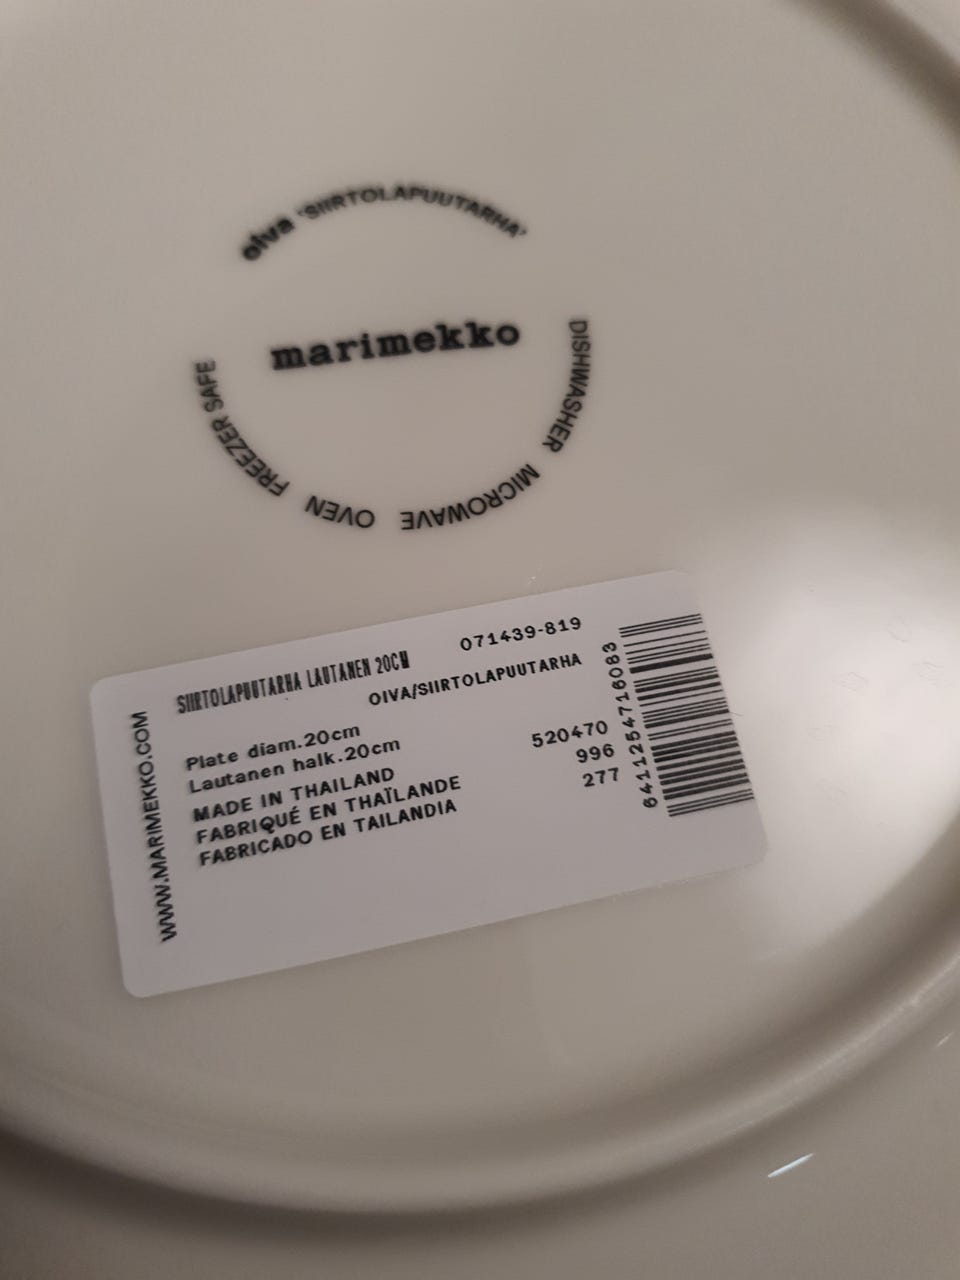 oiva 'SIIRTOLAPUUTARHA'
marimekko
DISHWASHER MICROWAVE OVEN FREEZER SAFE
SIIRTOLAPUUTARHA LAUTANEN 20CM
071439-819
OIVA/SIIRTOLAPUUTARHA
Plate diam.20cm
Lautanen halk.20cm
MADE IN THAILAND
FABRIQUÉ EN THAÏLANDE
FABRICADO EN TAILANDIA
520470
996
277
WWW.MARIMEKKO.COM
6411254716083